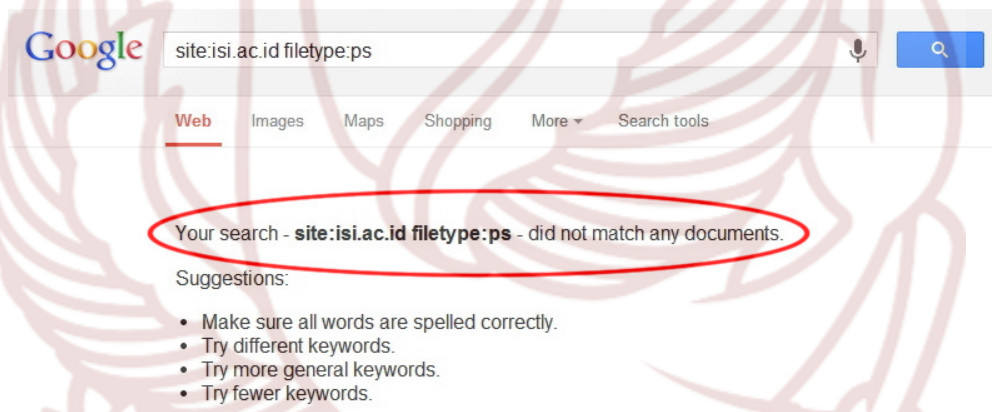 Google site:isi.ac.id filetype:ps
Web Images Maps Shopping More Search tools
Your search - site:isi.ac.id filetype:ps - did not match any documents.
Suggestions:
• Make sure all words are spelled correctly.
• Try different keywords.
• Try more general keywords.
• Try fewer keywords.